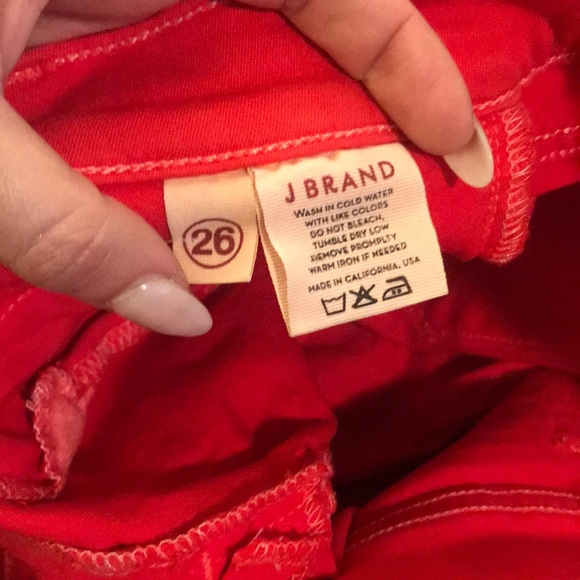 26
J BRAND
WASH IN COLD WATER
WITH LIKE COLORS
DO NOT BLEACH,
TUMBLE DRY LOW
REMOVE PROMPLTY
WARM IRON IF NEEDED
MADE IN CALIFORNIA, USA